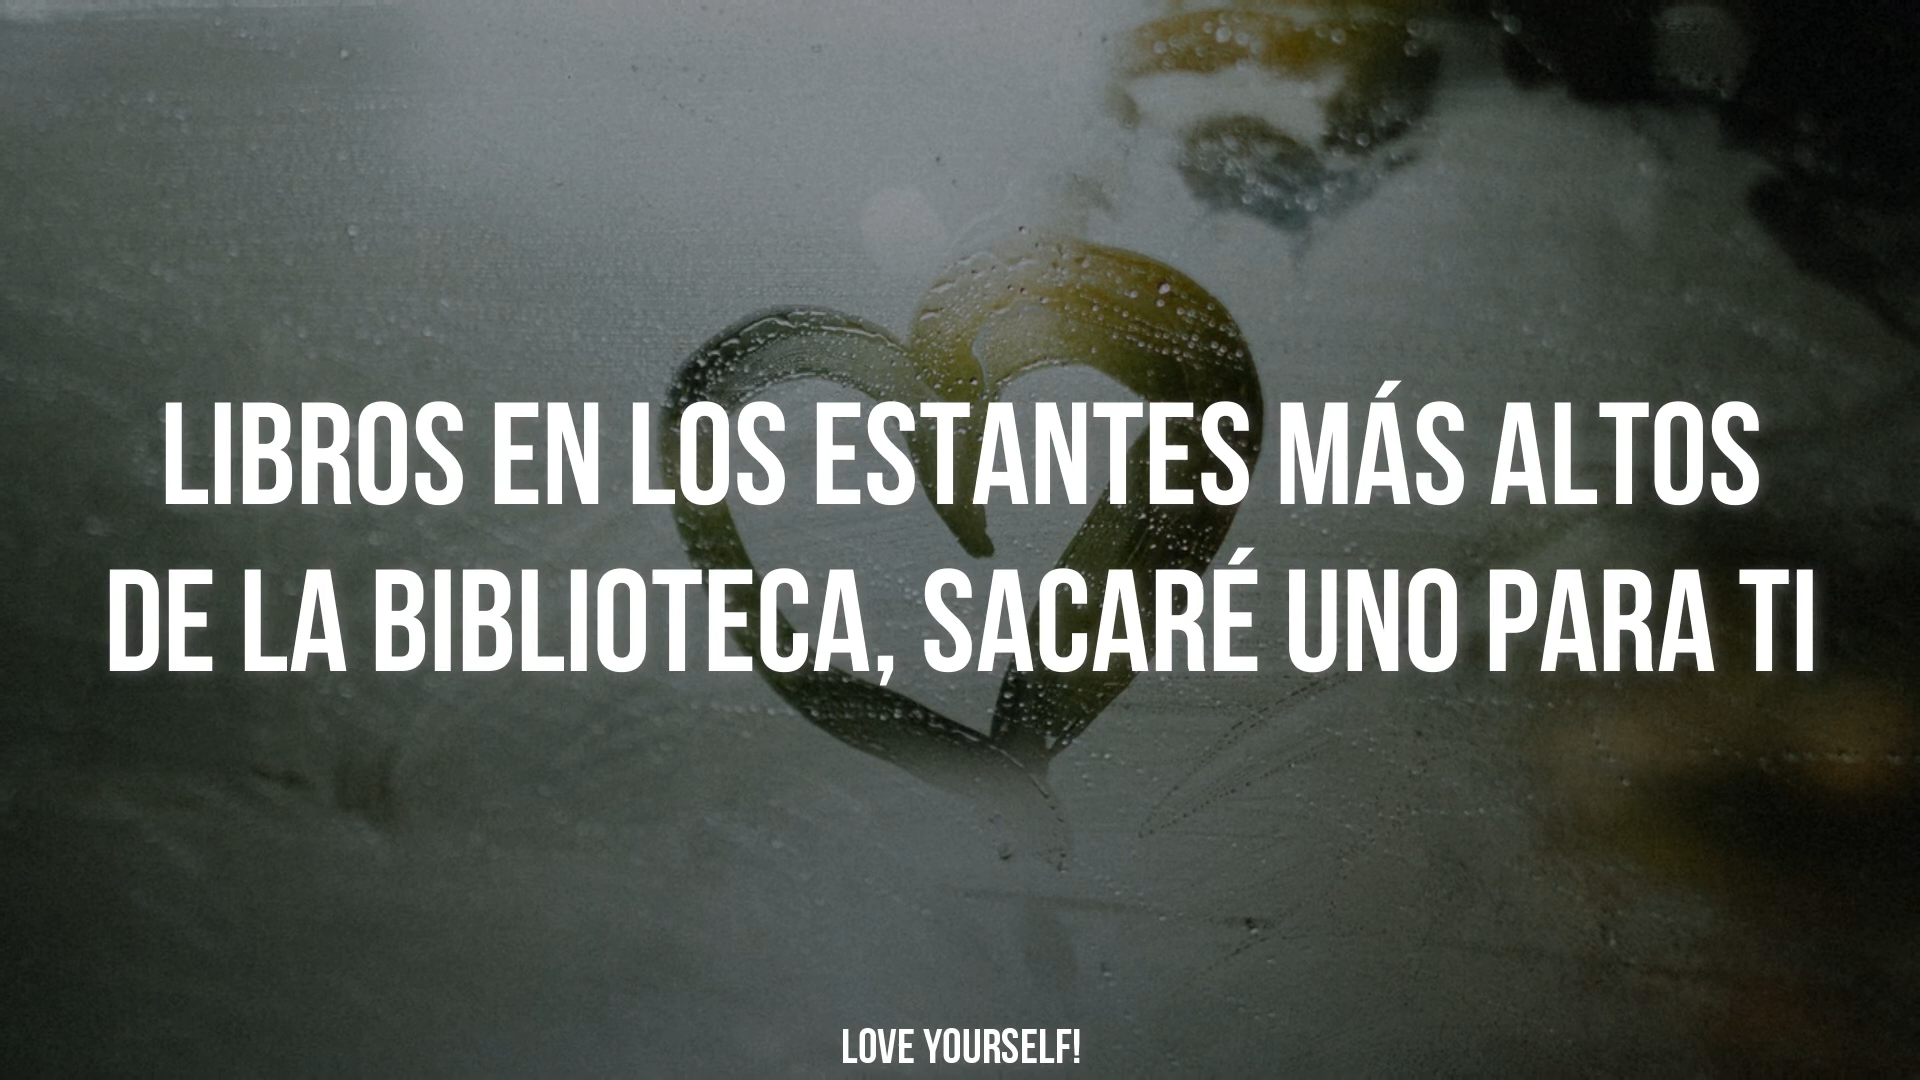 LIBROS EN LOS ESTANTES MÁS ALTOS
DE LA BIBLIOTECA, SACARÉ UNO PARA TI
LOVE YOURSELF!